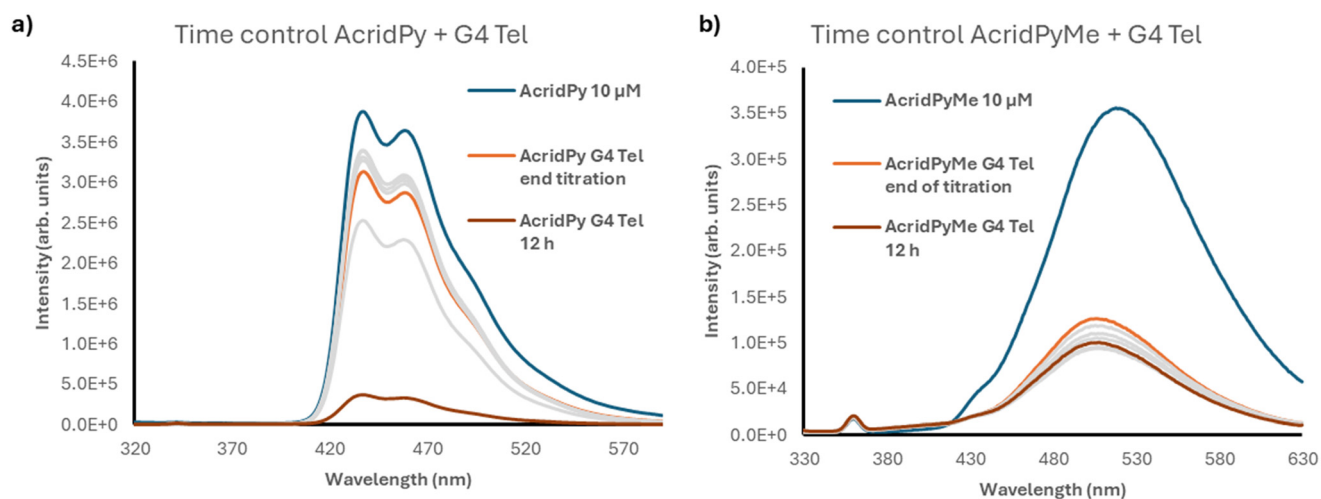 a)
Time control AcridPy + G4 Tel
4.5E+6
4.0E+6
3.5E+6
3.0E+6
2.5E+6
2.0E+6
1.5E+6
1.0E+6
5.0E+5
0.0E+0
Intensity (arb. units)
320 370 420 470 520 570
Wavelength (nm)
AcridPy 10 µM
AcridPy G4 Tel
end titration
AcridPy G4 Tel
12 h
b)
Time control AcridPyMe + G4 Tel
4.0E+5
3.5E+5
3.0E+5
2.5E+5
2.0E+5
1.5E+5
1.0E+5
5.0E+4
0.0E+0
Intensity (arb. units)
330 380 430 480 530 580 630
Wavelength (nm)
AcridPyMe 10 µM
AcridPyMe G4 Tel
end of titration
AcridPyMe G4 Tel
12 h